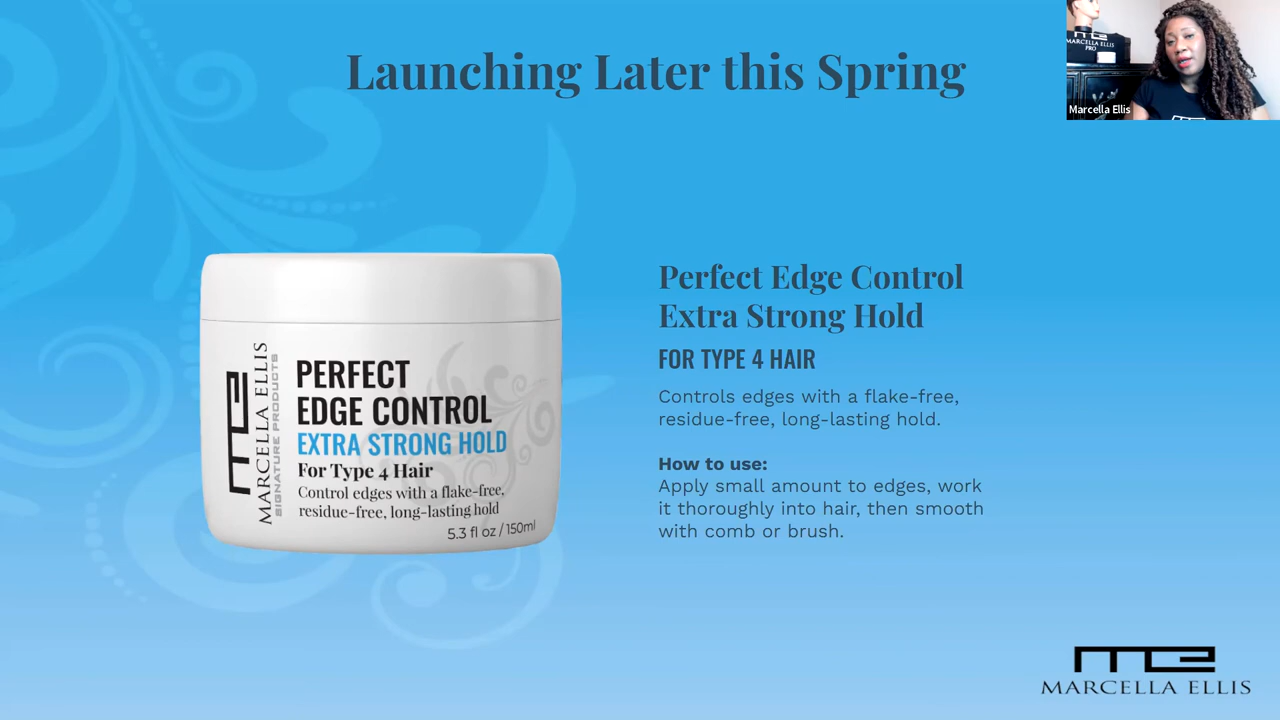 Launching Later this Spring
MARCELLA ELLIS
PRO
Marcella Ellis
MARCELLA ELLIS
SIGNATURE PRODUCTS
PERFECT
EDGE CONTROL
EXTRA STRONG HOLD
For Type 4 Hair
Control edges with a flake-free,
residue-free, long-lasting hold
5.3 fl oz / 150ml
Perfect Edge Control
Extra Strong Hold
FOR TYPE 4 HAIR
Controls edges with a flake-free,
residue-free, long-lasting hold.
How to use:
Apply small amount to edges, work
it thoroughly into hair, then smooth
with comb or brush.
ME
MARCELLA ELLIS